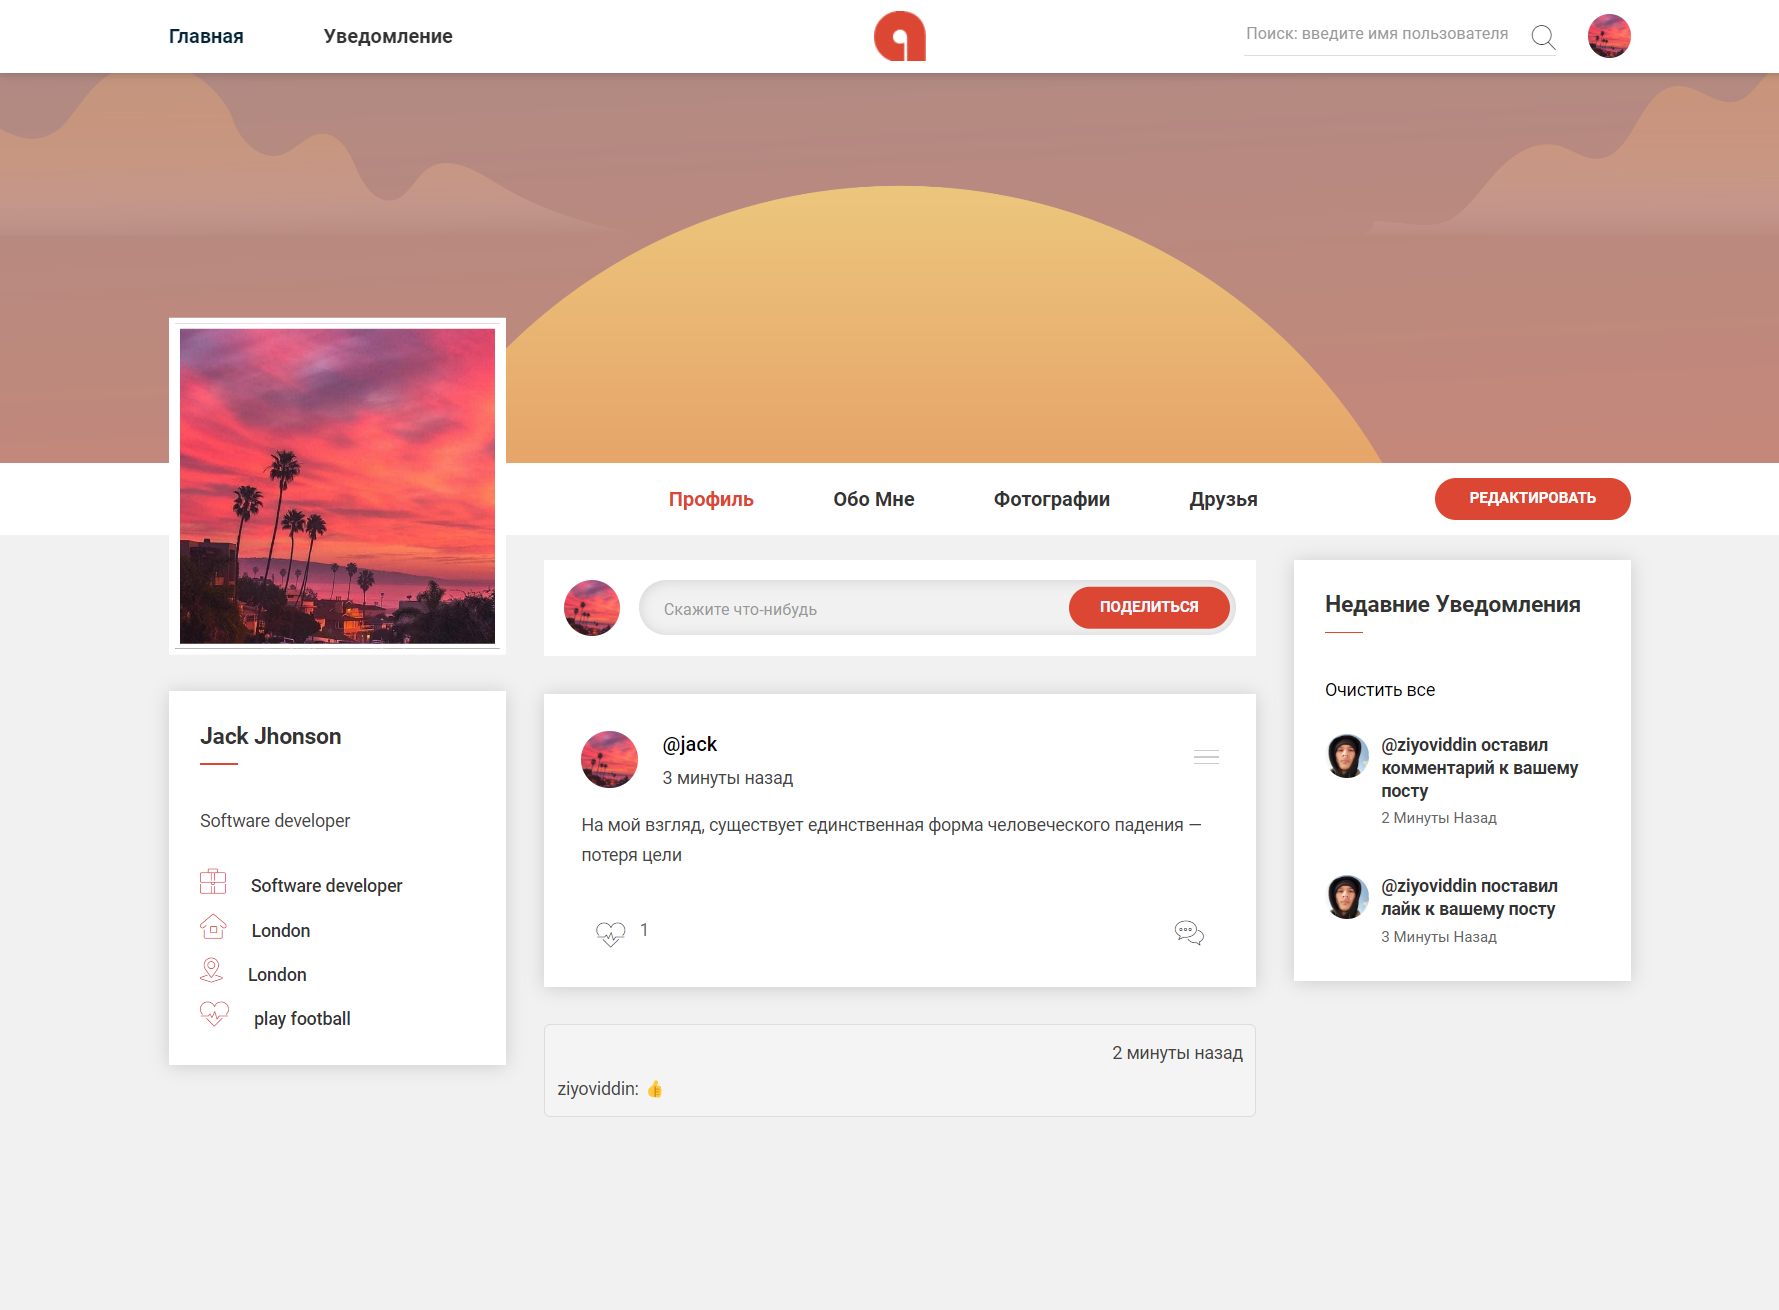 Главная
Уведомление
Поиск: введите имя пользователя
Профиль
Обо Мне
Фотографии
Друзья
РЕДАКТИРОВАТЬ
Jack Jhonson
Software developer
Software developer
London
London
play football
Скажите что-нибудь
ПОДЕЛИТЬСЯ
@jack
3 минуты назад
На мой взгляд, существует единственная форма человеческого падения —
потеря цели
1
2 минуты назад
ziyoviddin: 👍
Недавние Уведомления
Очистить все
@ziyoviddin оставил
комментарий к вашему
посту
2 Минуты Назад
@ziyoviddin поставил
лайк к вашему посту
3 Минуты Назад